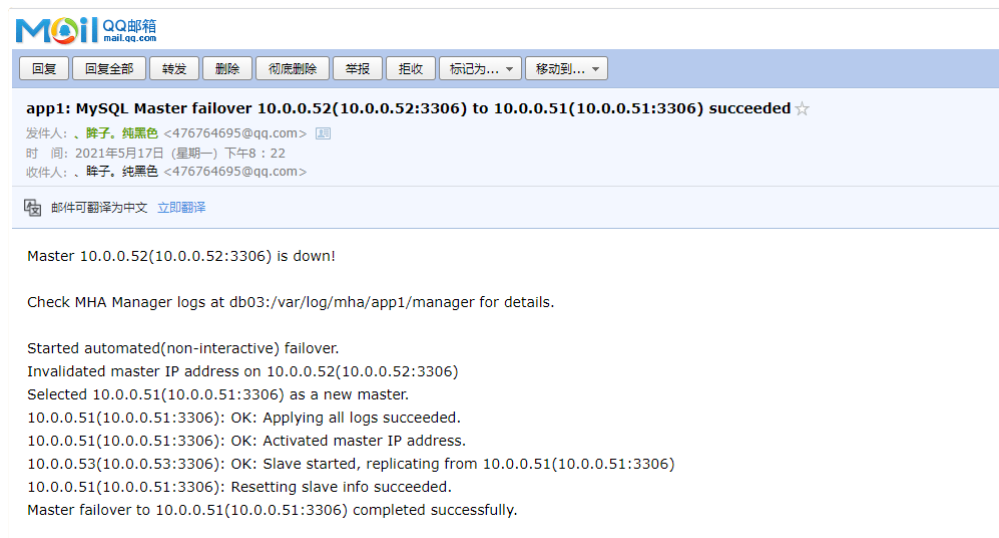 MAil QQ邮箱
mail.qq.com
回复 回复全部 转发 删除 彻底删除 举报 拒收 标记为... 移动到...
app1: MySQL Master failover 10.0.0.52(10.0.0.52:3306) to 10.0.0.51(10.0.0.51:3306) succeeded
发件人：、眸子。纯黑色 <476764695@qq.com>
时 间：2021年5月17日 (星期一) 下午8：22
收件人：、眸子。纯黑色 <476764695@qq.com>
邮件可翻译为中文 立即翻译
Master 10.0.0.52(10.0.0.52:3306) is down!
Check MHA Manager logs at db03:/var/log/mha/app1/manager for details.
Started automated(non-interactive) failover.
Invalidated master IP address on 10.0.0.52(10.0.0.52:3306)
Selected 10.0.0.51(10.0.0.51:3306) as a new master.
10.0.0.51(10.0.0.51:3306): OK: Applying all logs succeeded.
10.0.0.51(10.0.0.51:3306): OK: Activated master IP address.
10.0.0.53(10.0.0.53:3306): OK: Slave started, replicating from 10.0.0.51(10.0.0.51:3306)
10.0.0.51(10.0.0.51:3306): Resetting slave info succeeded.
Master failover to 10.0.0.51(10.0.0.51:3306) completed successfully.